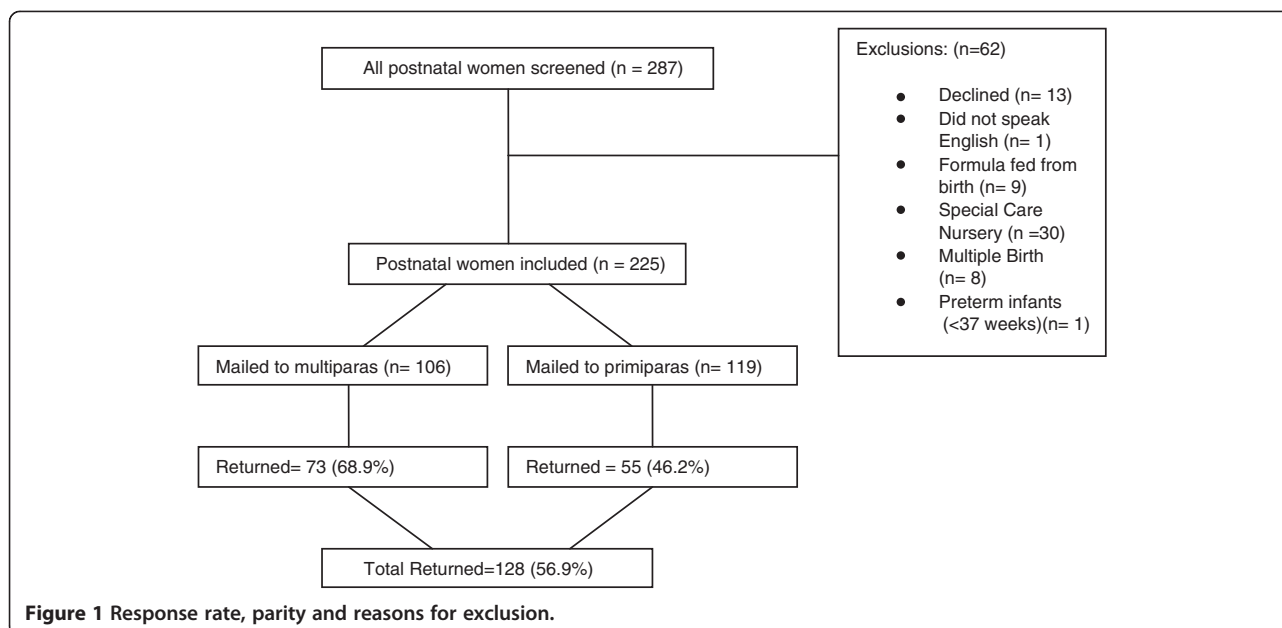 All postnatal women screened (n = 287)
Exclusions: (n=62)
● Declined (n= 13)
● Did not speak
English (n= 1)
● Formula fed from
birth (n= 9)
● Special Care
Nursery (n =30)
● Multiple Birth
(n= 8)
● Preterm infants
(<37 weeks)(n= 1)
Postnatal women included (n = 225)
Mailed to multiparas (n= 106)
Mailed to primiparas (n= 119)
Returned= 73 (68.9%)
Returned = 55 (46.2%)
Total Returned=128 (56.9%)
Figure 1 Response rate, parity and reasons for exclusion.